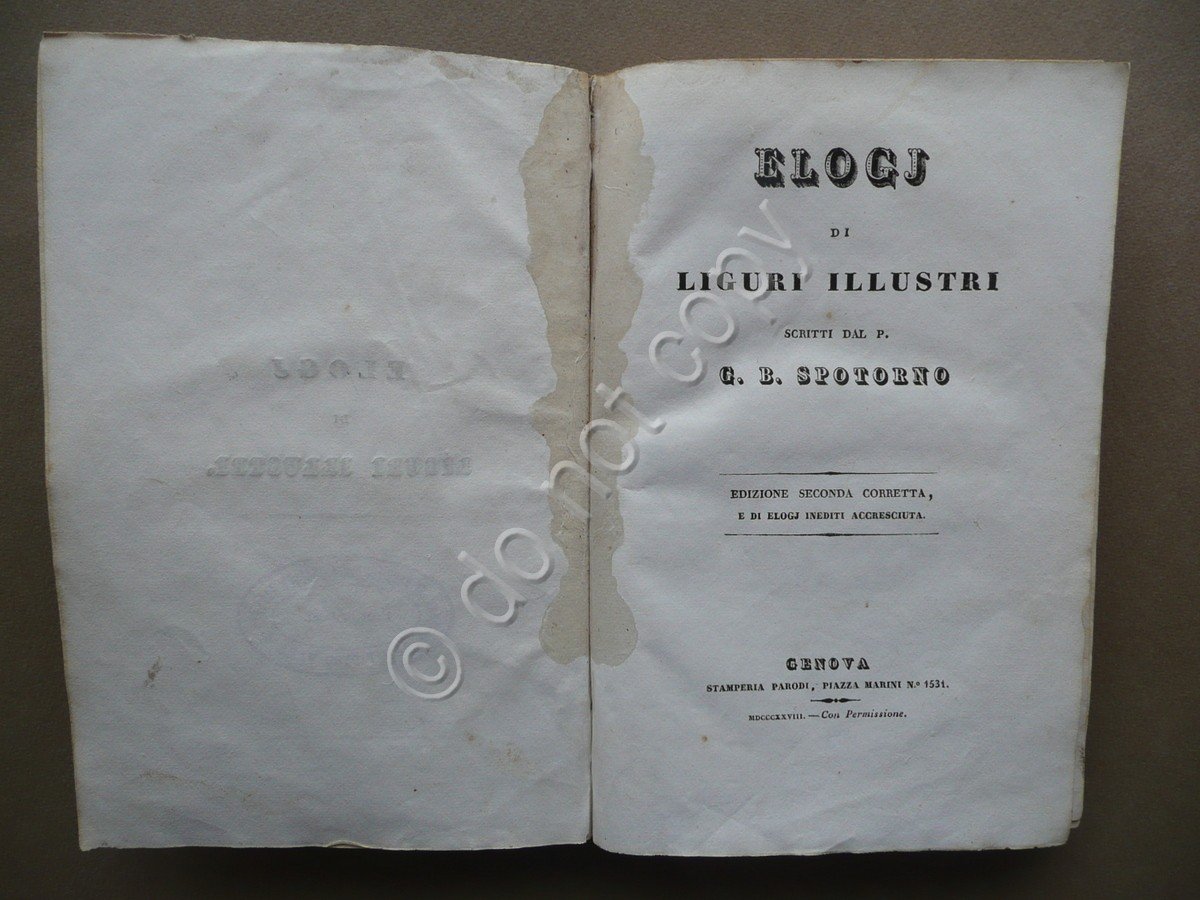 ELOGJ
DI
LIGURI ILLUSTRI
SCRITTI DAL P.
G. B. SPOTORNO
EDIZIONE SECONDA CORRETTA,
E DI ELOGJ INEDITI ACCRESCIUTA.
GENOVA
STAMPERIA PARODI, PIAZZA MARINI N.º 1531.
MDCCCXXVIII. — Con Permissione.
© do not copy